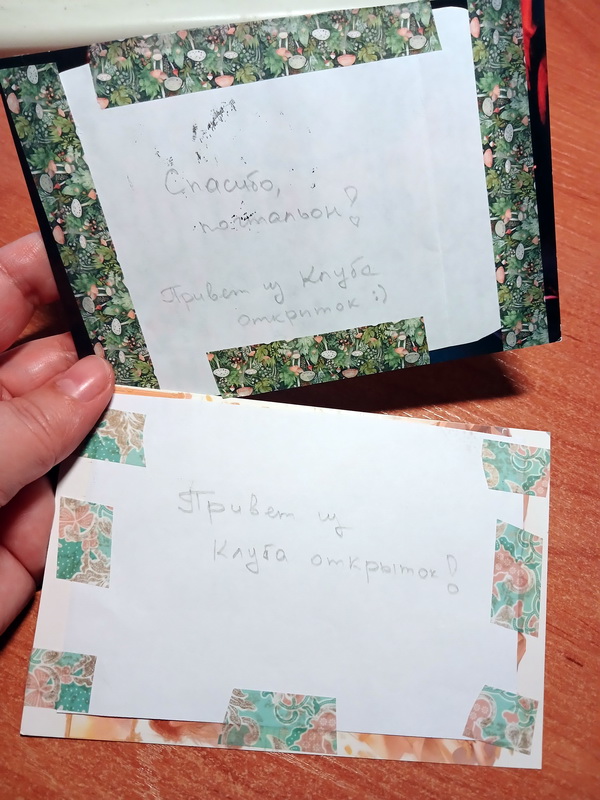 Спасибо,
почтальон!
Привет из Клуба
открыток :)
Привет из
Клуба открыток!